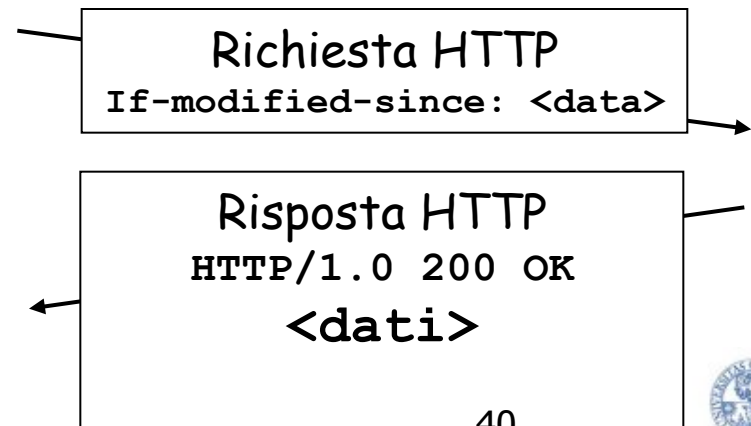 Richiesta HTTP
If-modified-since: <data>
Risposta HTTP
HTTP/1.0 200 OK
<dati>
40